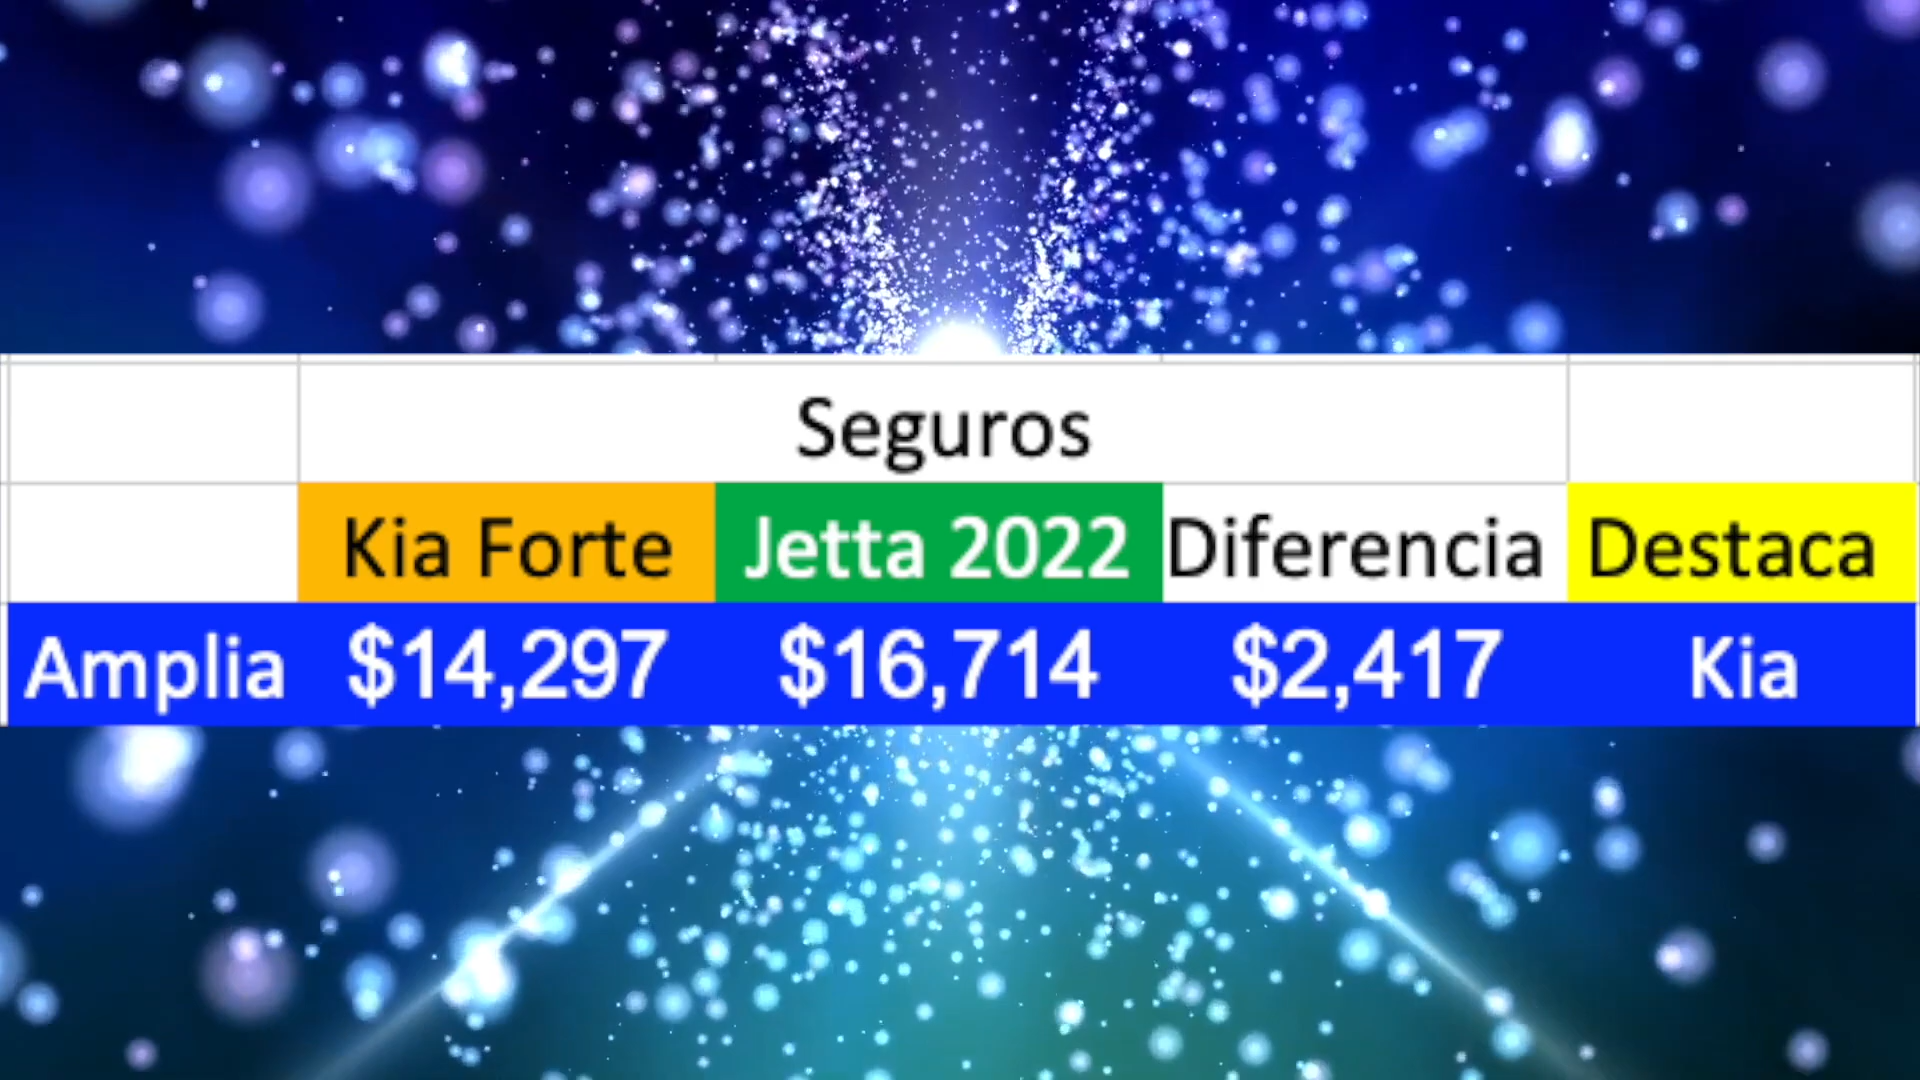 Seguros
Kia Forte Jetta 2022 Diferencia Destaca
Amplia $14,297 $16,714 $2,417 Kia